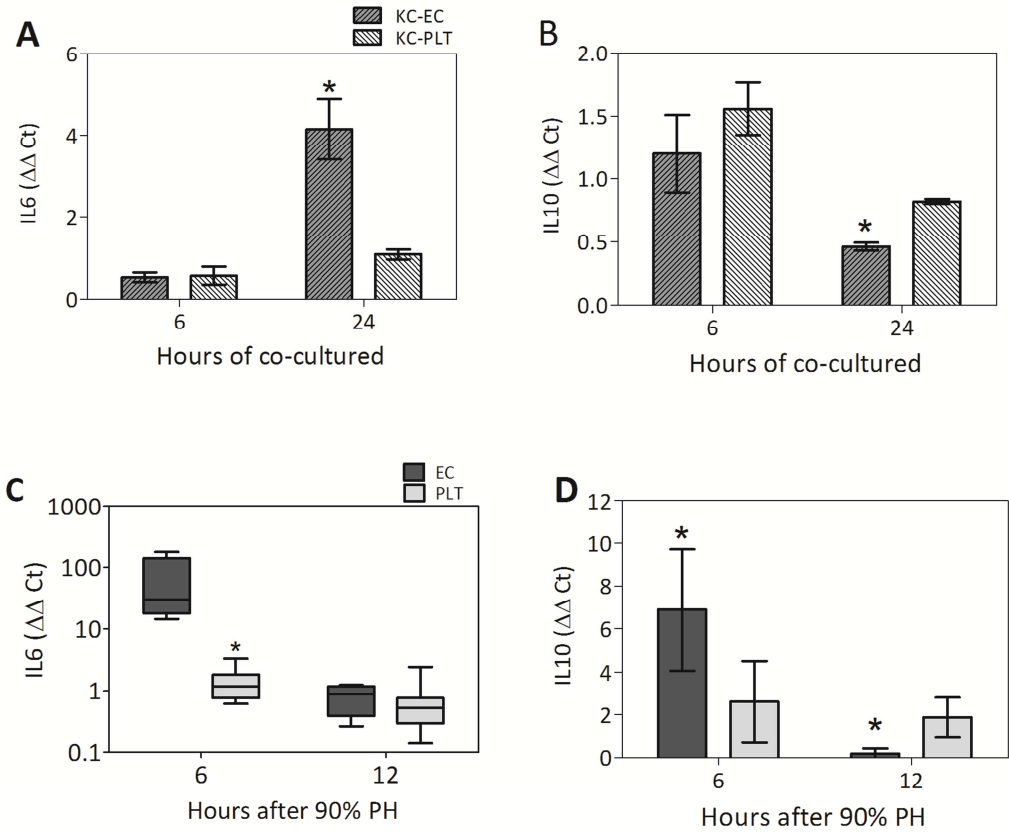 A
KC-EC
KC-PLT
IL6 (ΔΔ Ct)
6
4
2
0
*
6
24
Hours of co-cultured
B
IL10 (ΔΔ Ct)
2.0
1.5
1.0
0.5
0.0
*
6
24
Hours of co-cultured
C
EC
PLT
IL6 (ΔΔ Ct)
1000
100
10
1
0.1
*
6
12
Hours after 90% PH
D
IL10 (ΔΔ Ct)
12
10
8
6
4
2
0
*
*
6
12
Hours after 90% PH